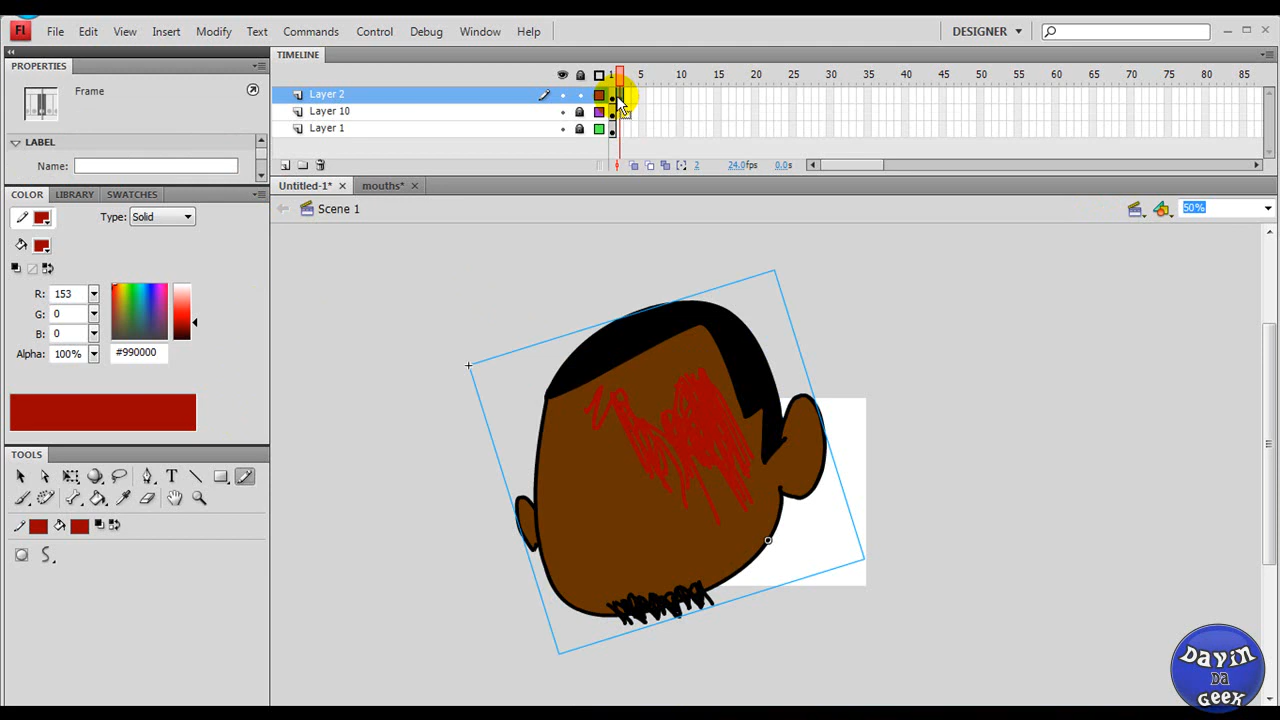 Fl File Edit View Insert Modify Text Commands Control Debug Window Help DESIGNER
PROPERTIES
Frame
LABEL
Name:
COLOR LIBRARY SWATCHES
Type: Solid
R: 153
G: 0
B: 0
Alpha: 100% #990000
TOOLS
TIMELINE
1 5 10 15 20 25 30 35 40 45 50 55 60 65 70 75 80 85
Layer 2
Layer 10
Layer 1
2 24.0fps 0.0s
Untitled-1* mouths*
Scene 1 50%
Dayin
Da
Geek